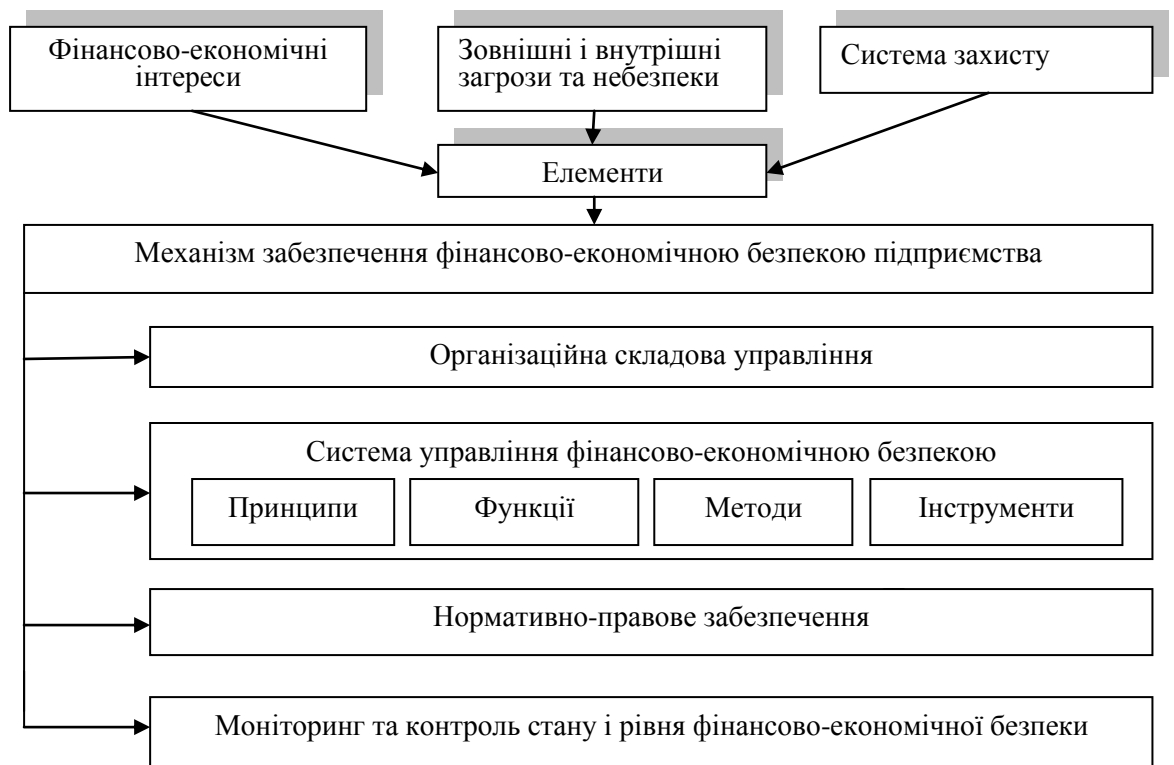 Фінансово-економічні
інтереси
Зовнішні і внутрішні
загрози та небезпеки
Система захисту
Елементи
Механізм забезпечення фінансово-економічною безпекою підприємства
Організаційна складова управління
Система управління фінансово-економічною безпекою
Принципи
Функції
Методи
Інструменти
Нормативно-правове забезпечення
Моніторинг та контроль стану і рівня фінансово-економічної безпеки